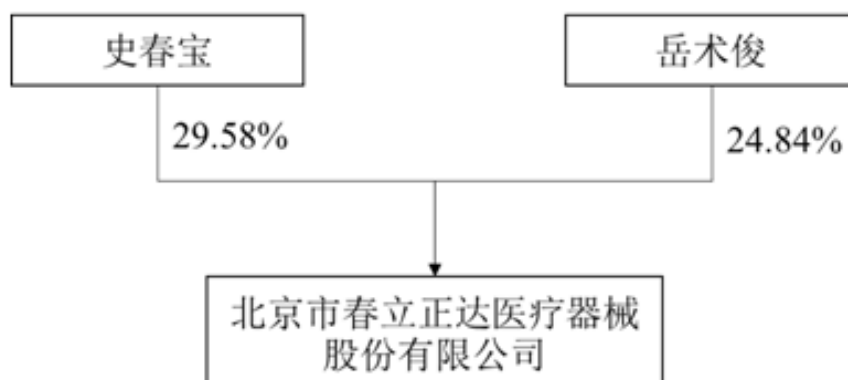 史春宝
岳术俊
29.58%
24.84%
北京市春立正达医疗器械
股份有限公司